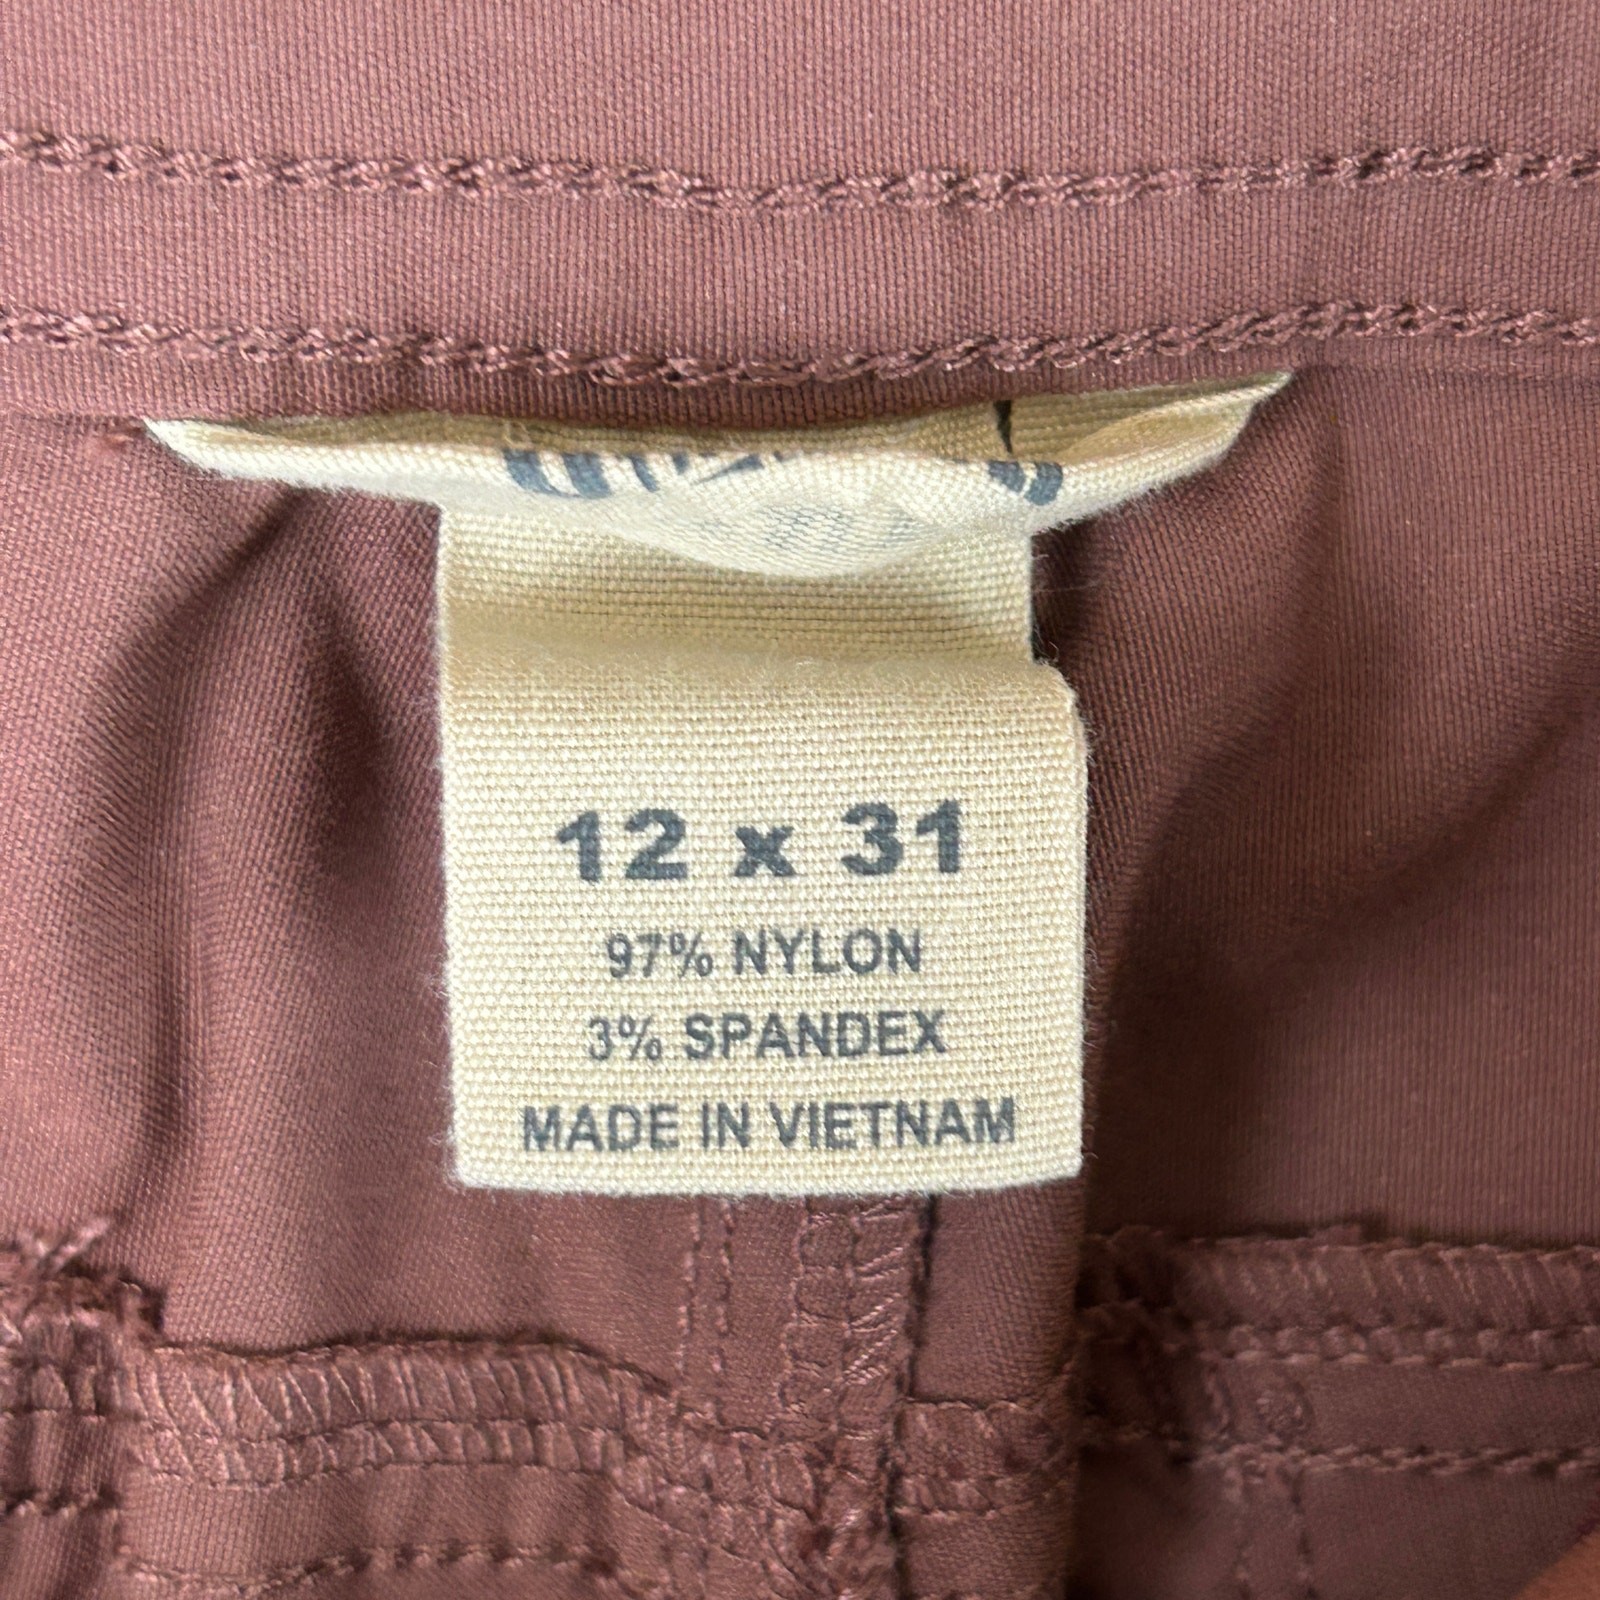 12 x 31
97% NYLON
3% SPANDEX
MADE IN VIETNAM